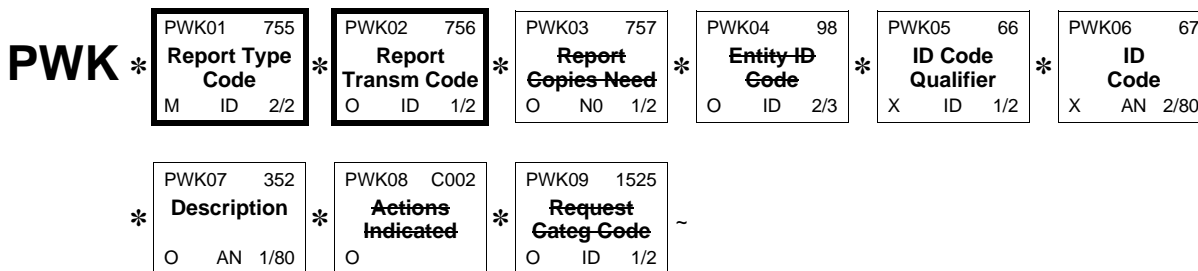 PWK * PWK01 755 * PWK02 756 * PWK03 757 * PWK04 98 * PWK05 66 * PWK06 67
Report Type Code Report Transm Code Report Copies Need Entity ID Code ID Code Qualifier ID Code
M ID 2/2 O ID 1/2 O N0 1/2 O ID 2/3 X ID 1/2 X AN 2/80
* PWK07 352 * PWK08 C002 * PWK09 1525 ~
Description Actions Indicated Request Categ Code
O AN 1/80 O O ID 1/2